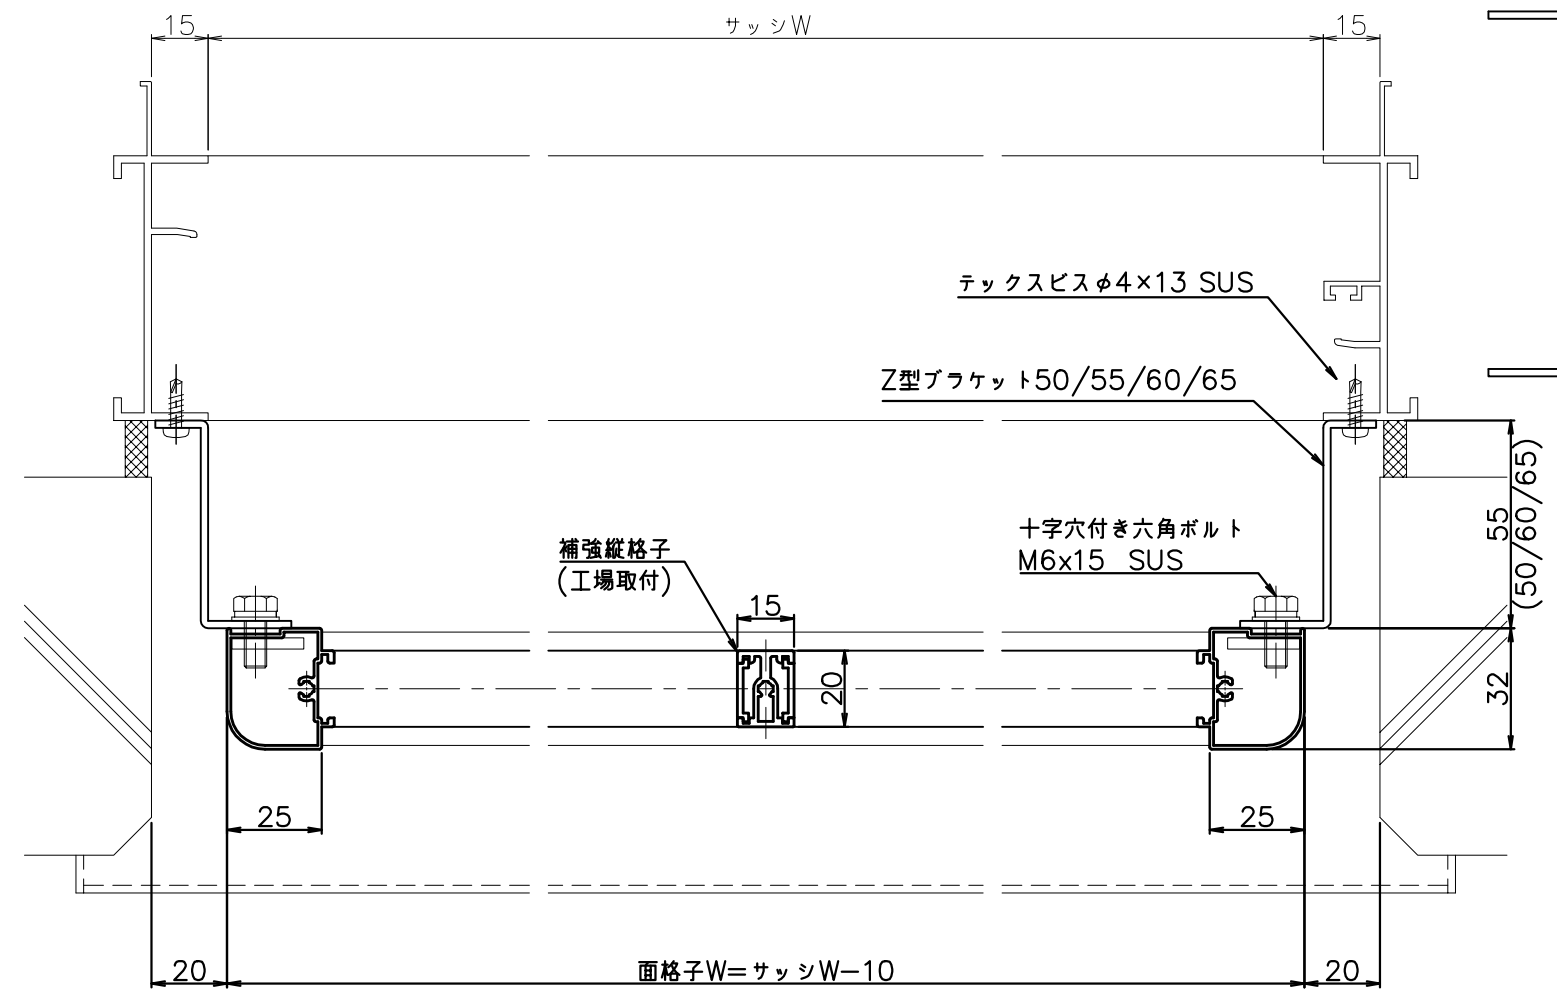 15
サッシW
15
テックスビスφ4×13 SUS
Z型ブラケット50/55/60/65
十字穴付き六角ボルト
M6x15 SUS
補強縦格子
(工場取付)
15
20
55
(50/60/65)
32
25
25
20
面格子W=サッシW-10
20